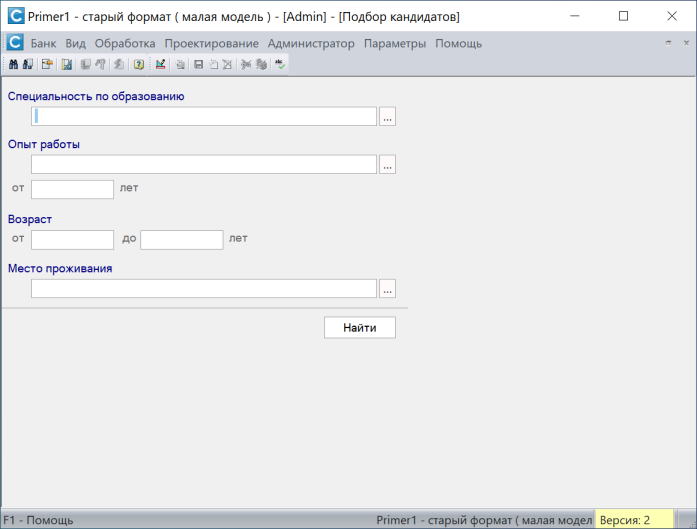 Primer1 - старый формат ( малая модель ) - [Admin] - [Подбор кандидатов]
Банк Вид Обработка Проектирование Администратор Параметры Помощь
Специальность по образованию
...
Опыт работы
...
от лет
Возраст
от до лет
Место проживания
...
Найти
F1 - Помощь Primer1 - старый формат ( малая модел Версия: 2